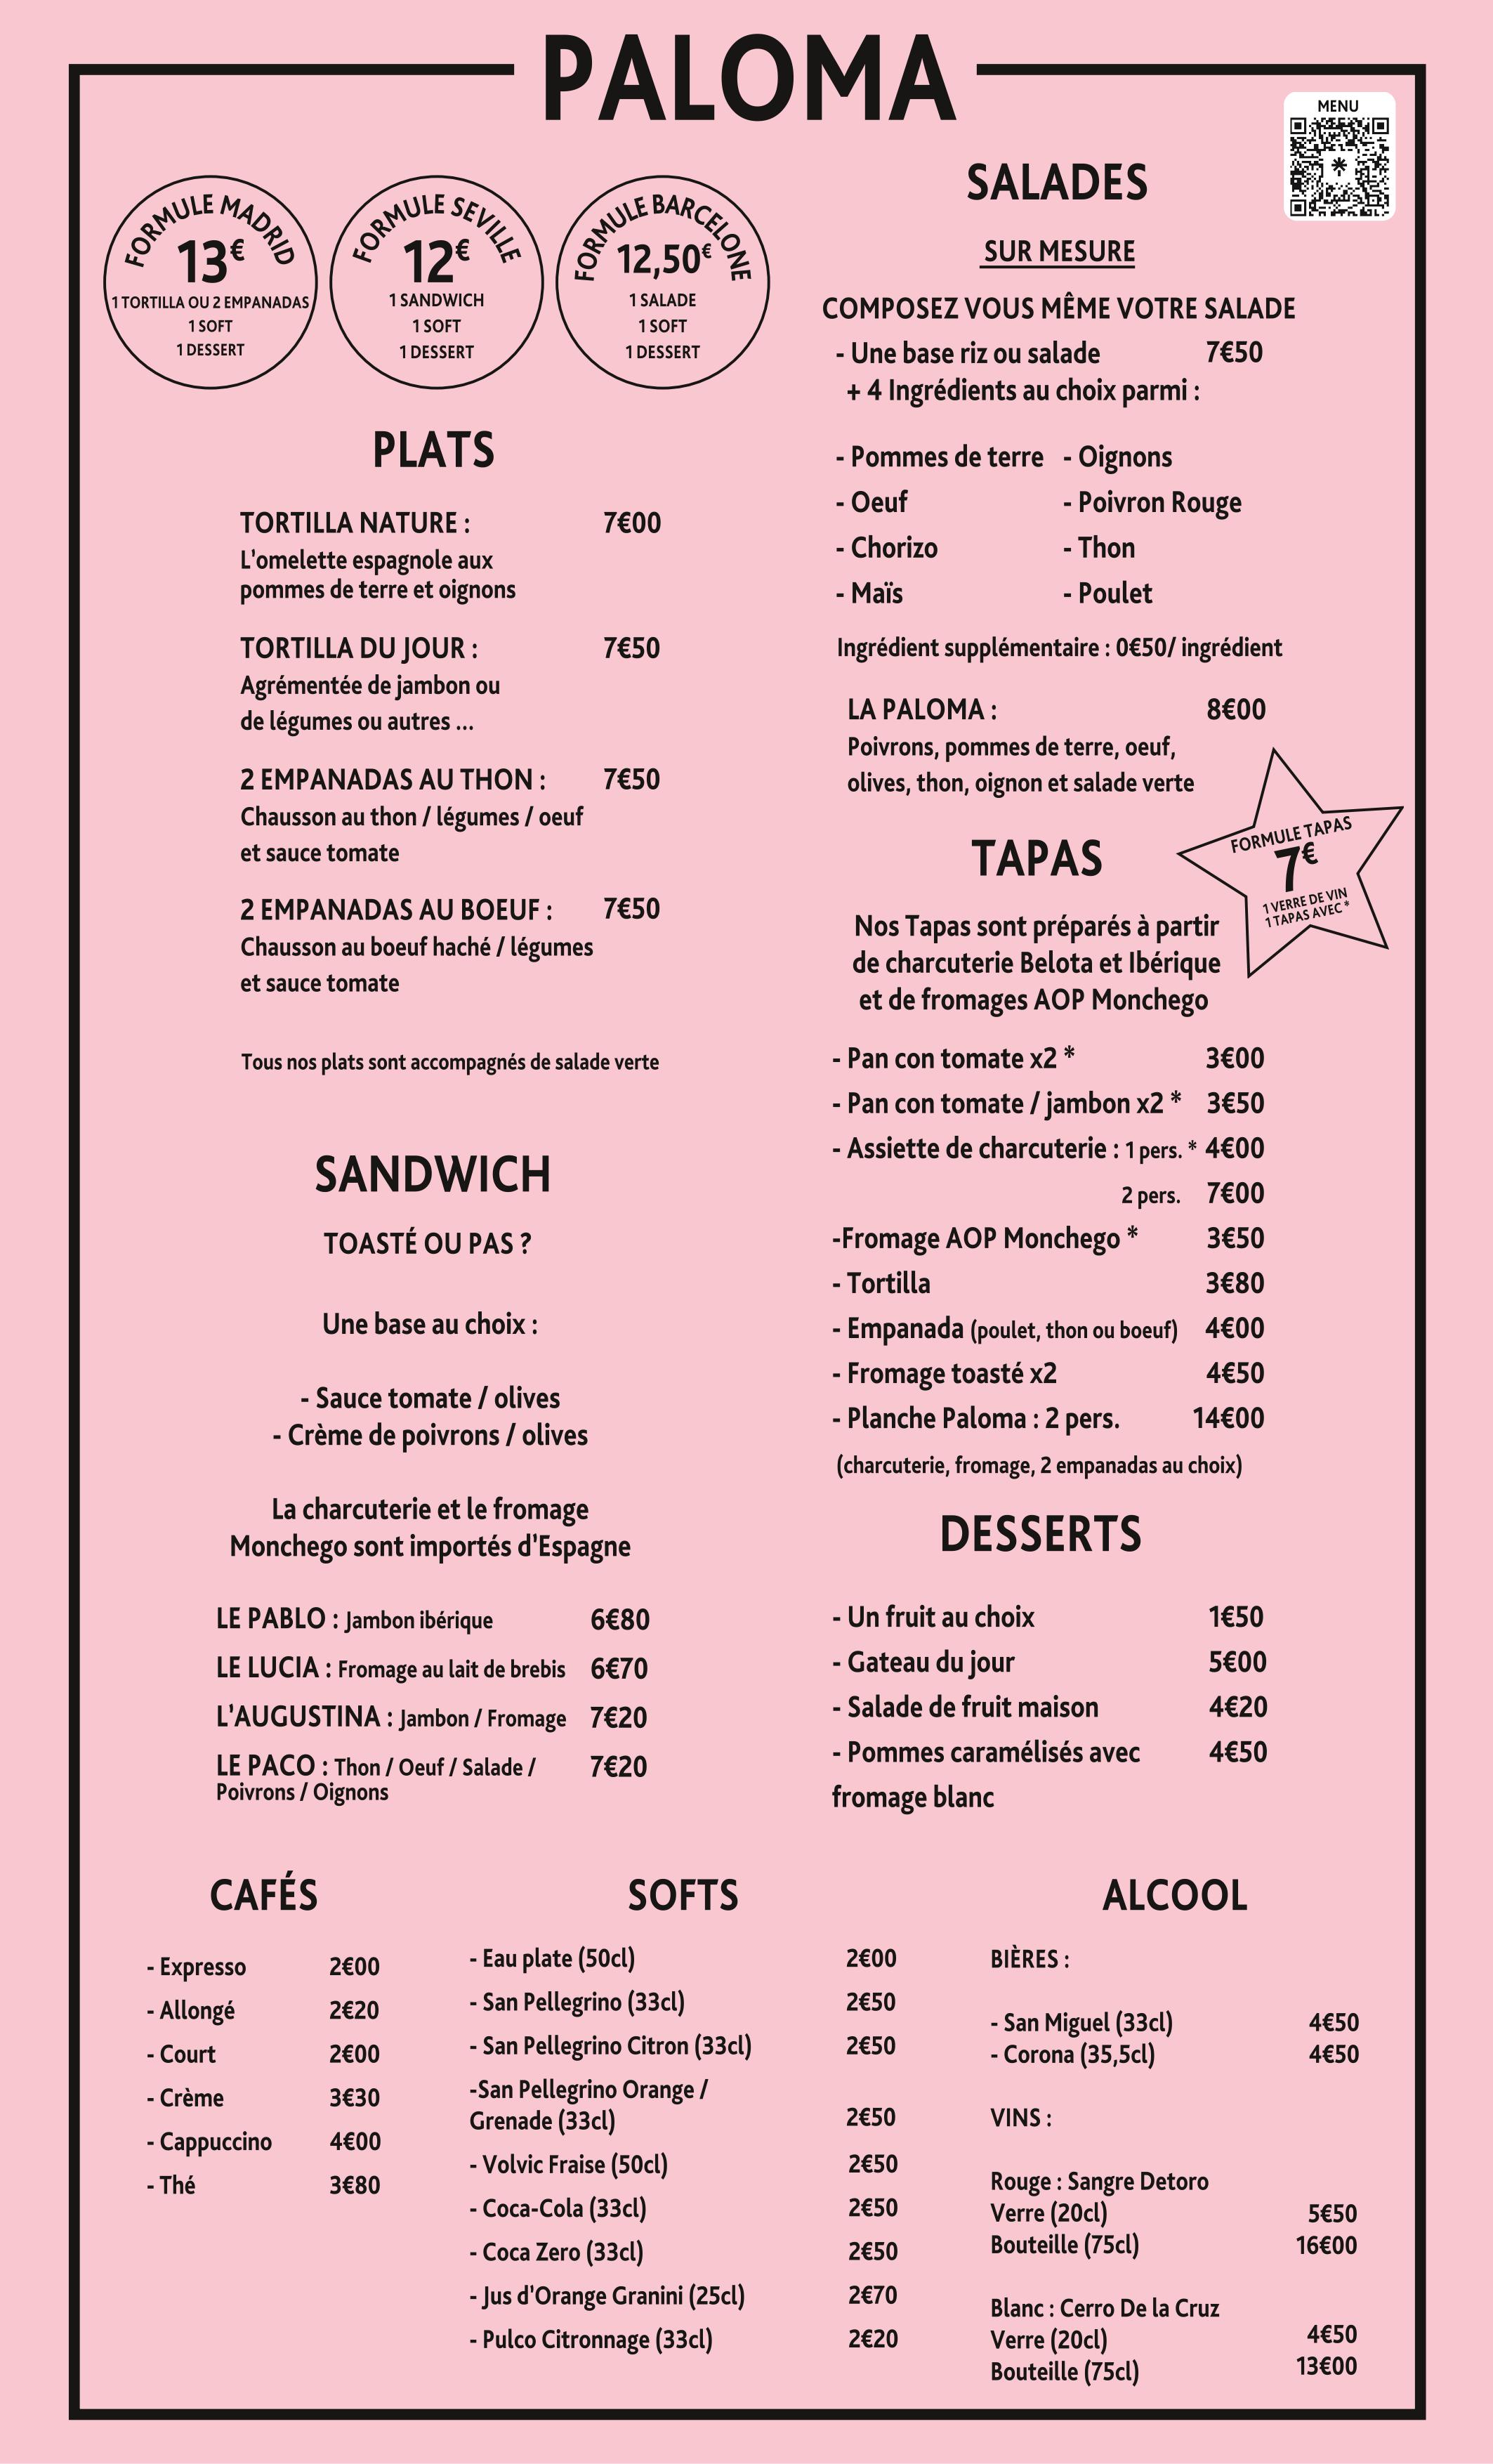 PALOMA
MENU
FORMULE MADRID
13€
1 TORTILLA OU 2 EMPANADAS
1 SOFT
1 DESSERT
FORMULE SEVILLE
12€
1 SANDWICH
1 SOFT
1 DESSERT
FORMULE BARCELONE
12,50€
1 SALADE
1 SOFT
1 DESSERT
PLATS
TORTILLA NATURE : 7€00
L'omelette espagnole aux
pommes de terre et oignons
TORTILLA DU JOUR : 7€50
Agrémentée de jambon ou
de légumes ou autres ...
2 EMPANADAS AU THON : 7€50
Chausson au thon / légumes / oeuf
et sauce tomate
2 EMPANADAS AU BOEUF : 7€50
Chausson au boeuf haché / légumes
et sauce tomate
Tous nos plats sont accompagnés de salade verte
SANDWICH
TOASTÉ OU PAS ?
Une base au choix :
- Sauce tomate / olives
- Crème de poivrons / olives
La charcuterie et le fromage
Monchego sont importés d'Espagne
LE PABLO : Jambon ibérique 6€80
LE LUCIA : Fromage au lait de brebis 6€70
L'AUGUSTINA : Jambon / Fromage 7€20
LE PACO : Thon / Oeuf / Salade / 7€20
Poivrons / Oignons
SALADES
SUR MESURE
COMPOSEZ VOUS MÊME VOTRE SALADE
- Une base riz ou salade 7€50
+ 4 Ingrédients au choix parmi :
- Pommes de terre - Oignons
- Oeuf - Poivron Rouge
- Chorizo - Thon
- Maïs - Poulet
Ingrédient supplémentaire : 0€50/ ingrédient
LA PALOMA : 8€00
Poivrons, pommes de terre, oeuf,
olives, thon, oignon et salade verte
FORMULE TAPAS
7€
1 VERRE DE VIN
1 TAPAS AVEC *
TAPAS
Nos Tapas sont préparés à partir
de charcuterie Belota et Ibérique
et de fromages AOP Monchego
- Pan con tomate x2 * 3€00
- Pan con tomate / jambon x2 * 3€50
- Assiette de charcuterie : 1 pers. * 4€00
2 pers. 7€00
-Fromage AOP Monchego * 3€50
- Tortilla 3€80
- Empanada (poulet, thon ou boeuf) 4€00
- Fromage toasté x2 4€50
- Planche Paloma : 2 pers. 14€00
(charcuterie, fromage, 2 empanadas au choix)
DESSERTS
- Un fruit au choix 1€50
- Gateau du jour 5€00
- Salade de fruit maison 4€20
- Pommes caramélisés avec 4€50
fromage blanc
CAFÉS
- Expresso 2€00
- Allongé 2€20
- Court 2€00
- Crème 3€30
- Cappuccino 4€00
- Thé 3€80
SOFTS
- Eau plate (50cl) 2€00
- San Pellegrino (33cl) 2€50
- San Pellegrino Citron (33cl) 2€50
-San Pellegrino Orange /
Grenade (33cl) 2€50
- Volvic Fraise (50cl) 2€50
- Coca-Cola (33cl) 2€50
- Coca Zero (33cl) 2€50
- Jus d'Orange Granini (25cl) 2€70
- Pulco Citronnage (33cl) 2€20
ALCOOL
BIÈRES :
- San Miguel (33cl) 4€50
- Corona (35,5cl) 4€50
VINS :
Rouge : Sangre Detoro
Verre (20cl) 5€50
Bouteille (75cl) 16€00
Blanc : Cerro De la Cruz
Verre (20cl) 4€50
Bouteille (75cl) 13€00